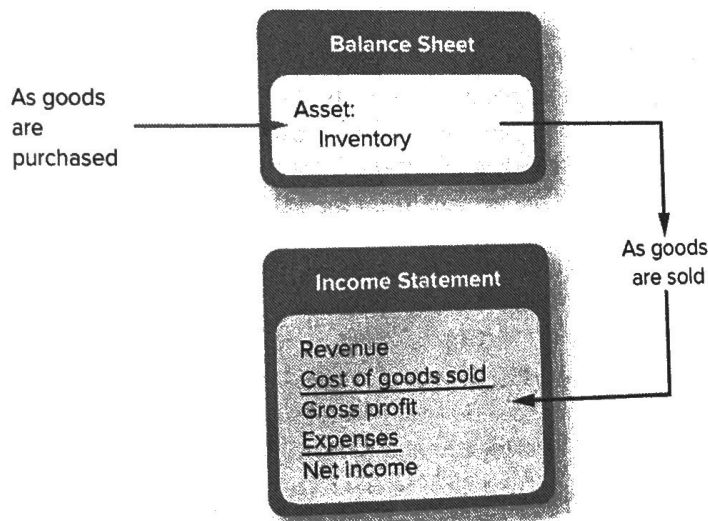 Balance Sheet
As goods
are
purchased
Asset:
Inventory
As goods
are sold
Income Statement
Revenue
Cost of goods sold
Gross profit
Expenses
Net income